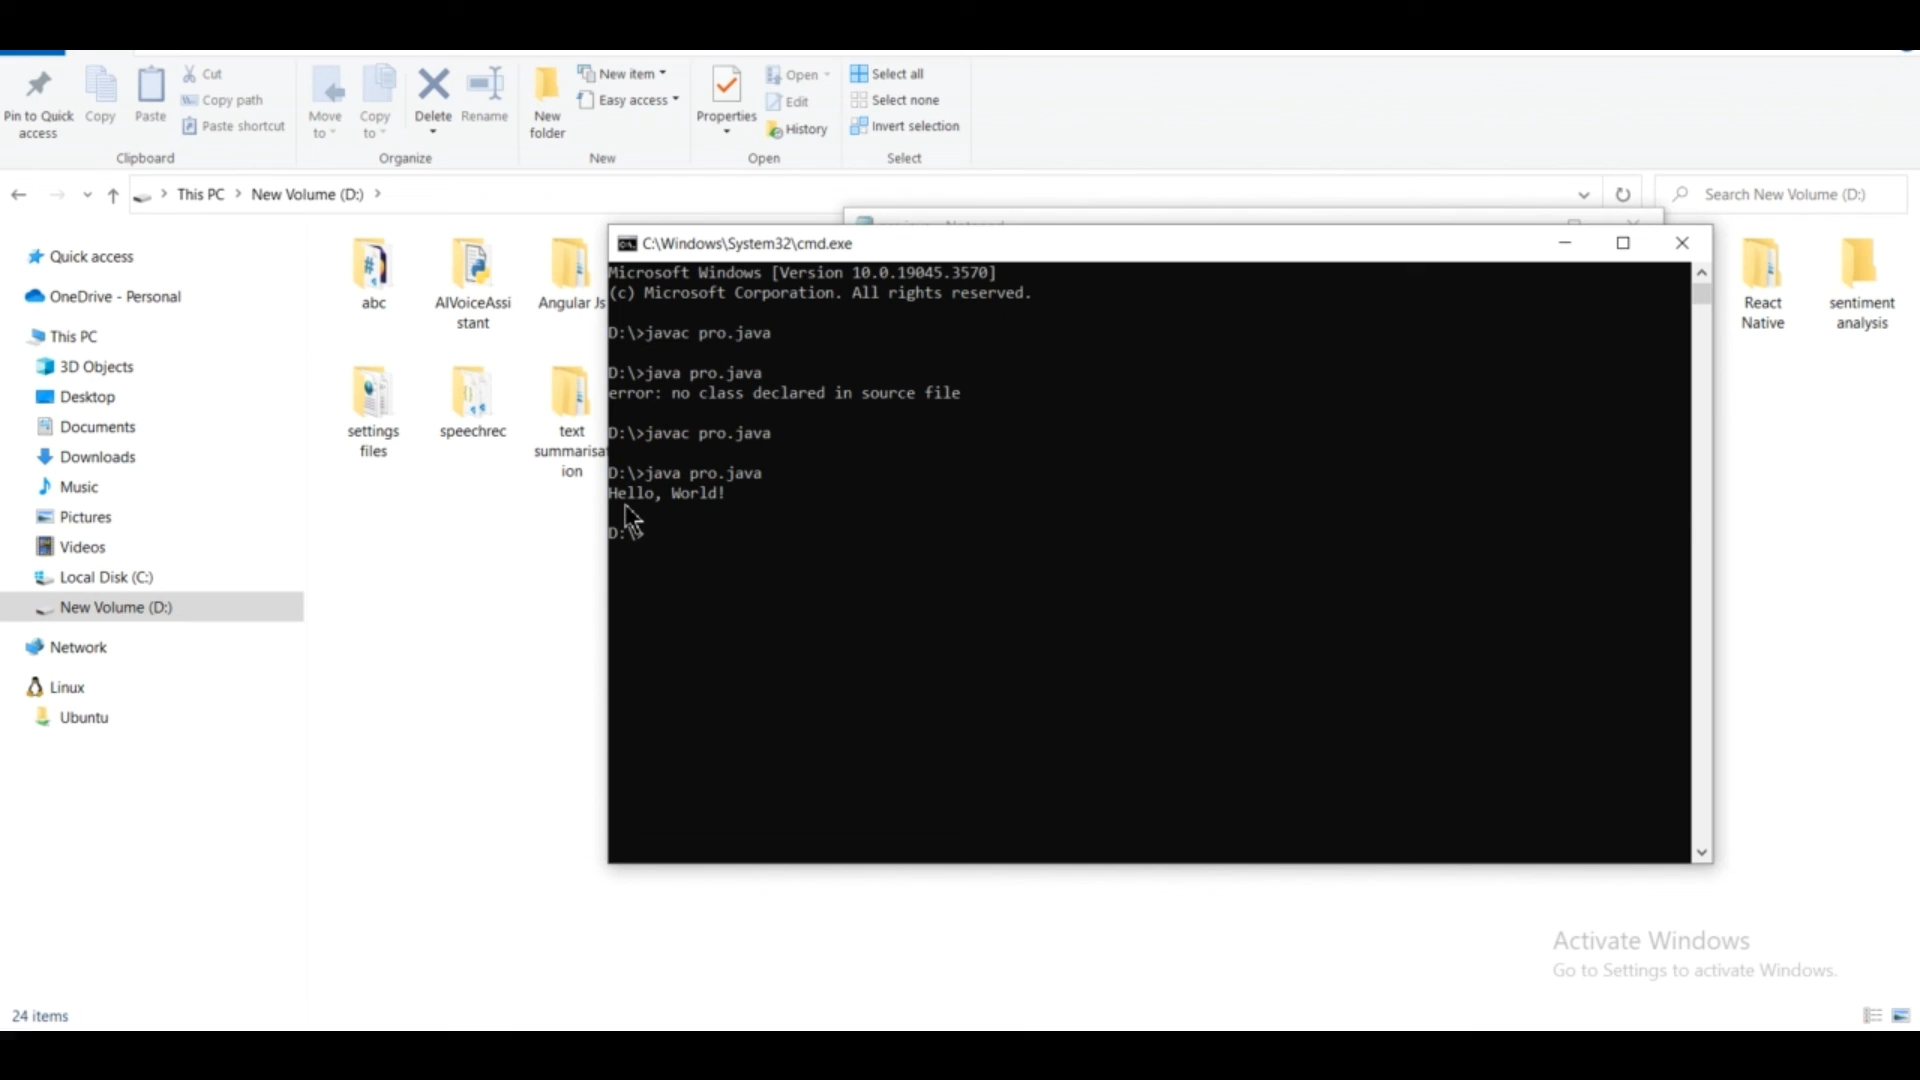 Pin to Quick access
Copy
Paste
Cut
Copy path
Paste shortcut
Clipboard
Move to
Copy to
Delete
Rename
Organize
New folder
New item
Easy access
New
Properties
Open
Edit
History
Open
Select all
Select none
Invert selection
Select
This PC > New Volume (D:) >
Search New Volume (D:)
Quick access
OneDrive - Personal
This PC
3D Objects
Desktop
Documents
Downloads
Music
Pictures
Videos
Local Disk (C:)
New Volume (D:)
Network
Linux
Ubuntu
abc
AIVoiceAssi
stant
Angular Js
settings
files
speechrec
text
summarisat
ion
React
Native
sentiment
analysis
C:\Windows\System32\cmd.exe
Microsoft Windows [Version 10.0.19045.3570]
(c) Microsoft Corporation. All rights reserved.
D:\>javac pro.java
D:\>java pro.java
error: no class declared in source file
D:\>javac pro.java
D:\>java pro.java
Hello, World!
D:\>
Activate Windows
Go to Settings to activate Windows.
24 items